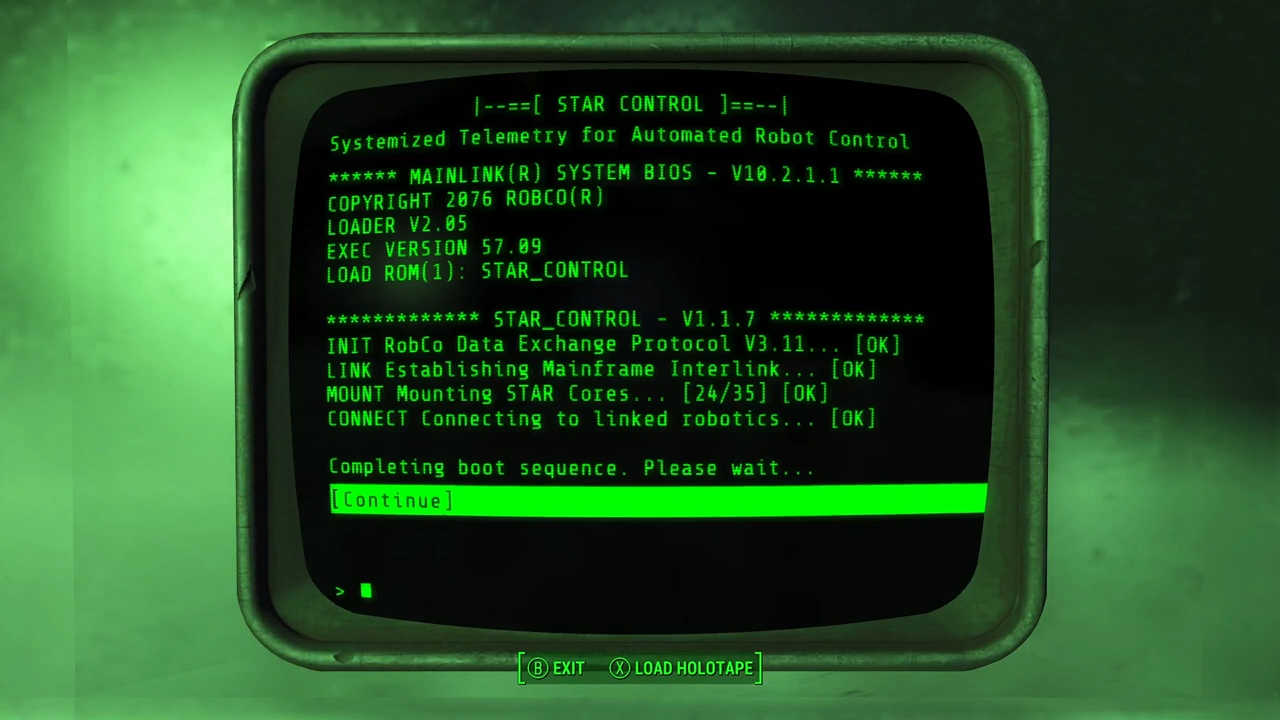 |--==[ STAR CONTROL ]==--|
Systemized Telemetry for Automated Robot Control
****** MAINLINK(R) SYSTEM BIOS - V10.2.1.1 ******
COPYRIGHT 2076 ROBCO(R)
LOADER V2.05
EXEC VERSION 57.09
LOAD ROM(1): STAR_CONTROL
************* STAR_CONTROL - V1.1.7 *************
INIT RobCo Data Exchange Protocol V3.11... [OK]
LINK Establishing Mainframe Interlink... [OK]
MOUNT Mounting STAR Cores... [24/35] [OK]
CONNECT Connecting to linked robotics... [OK]
Completing boot sequence. Please wait...
[Continue]
>
[ B EXIT X LOAD HOLOTAPE ]